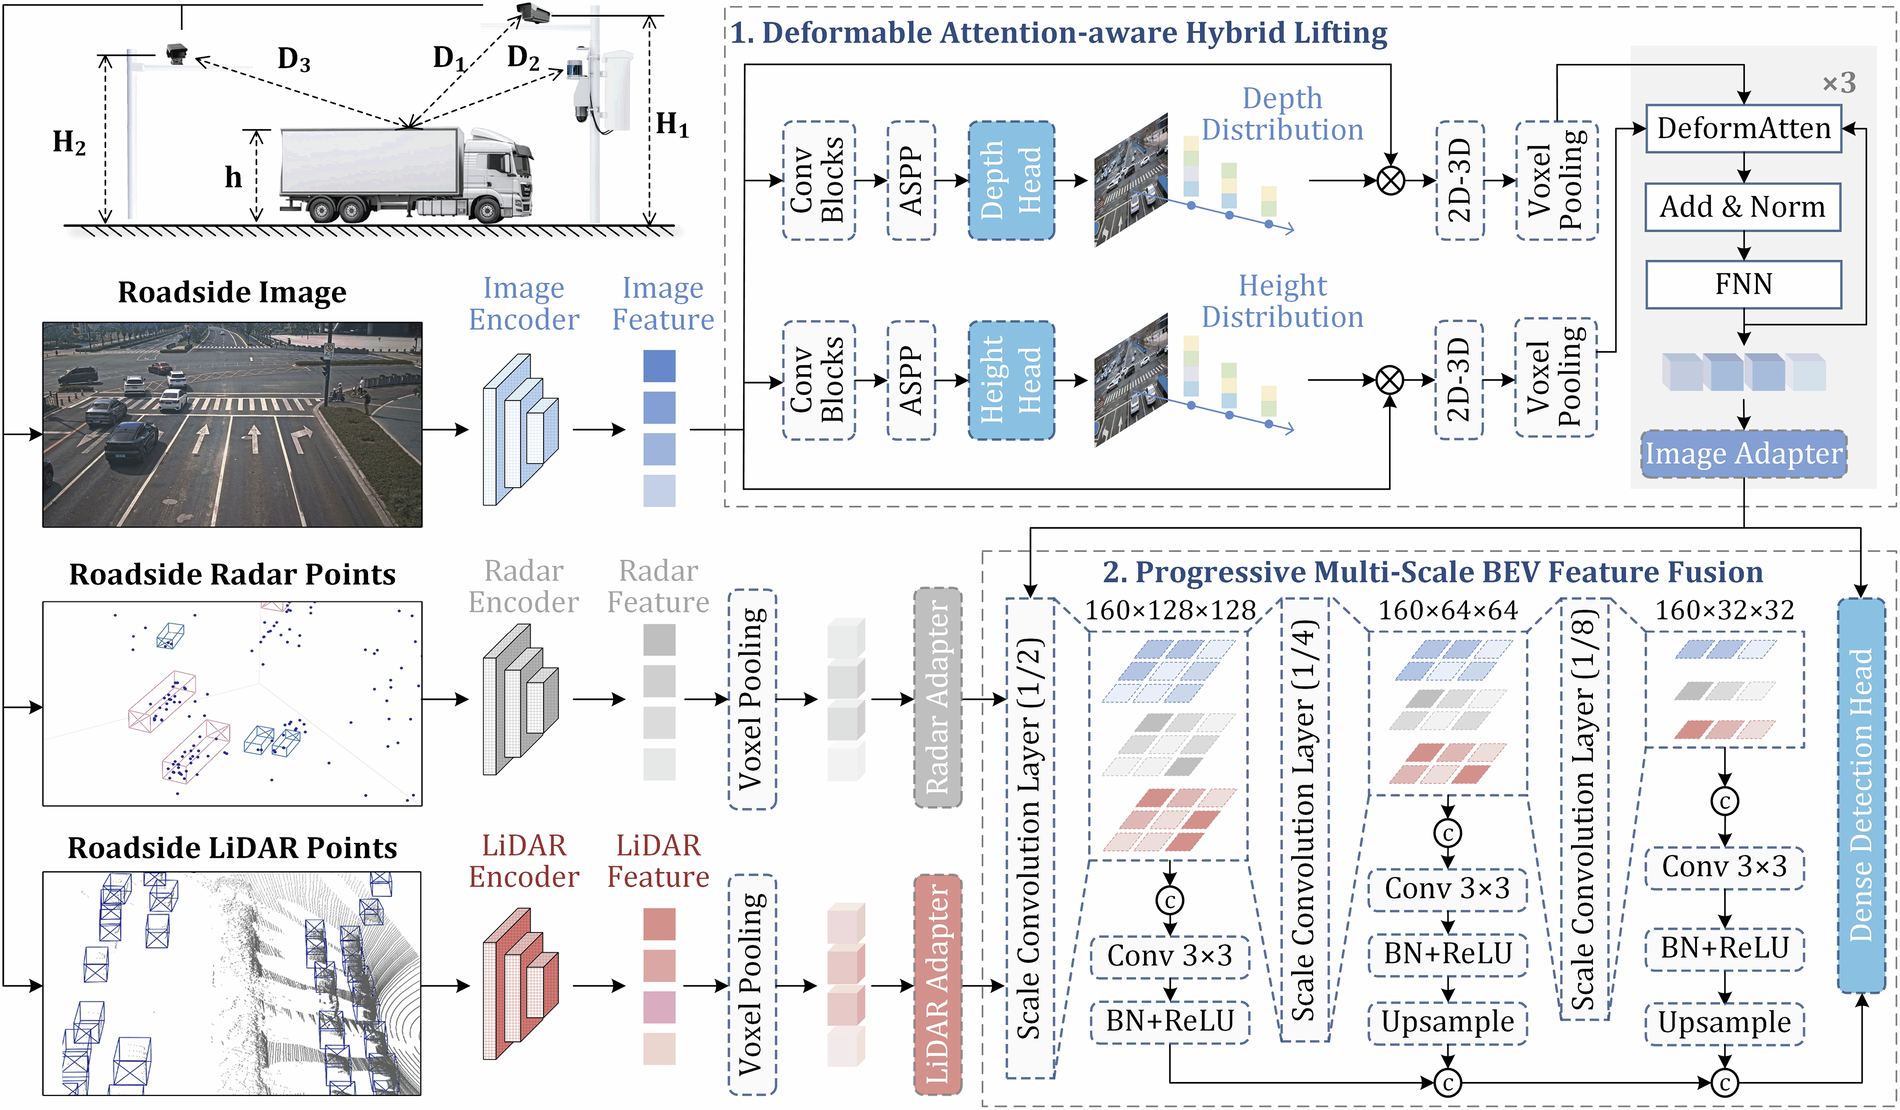 D₃
D₁
D₂
H₂
H₁
h
1. Deformable Attention-aware Hybrid Lifting
Conv
Blocks
ASPP
Depth
Head
Depth
Distribution
2D-3D
Voxel
Pooling
×3
DeformAtten
Add & Norm
FNN
Image Adapter
Conv
Blocks
ASPP
Height
Head
Height
Distribution
2D-3D
Voxel
Pooling
Roadside Image
Image
Encoder
Image
Feature
Roadside Radar Points
Radar
Encoder
Radar
Feature
Voxel Pooling
Radar Adapter
Roadside LiDAR Points
LiDAR
Encoder
LiDAR
Feature
Voxel Pooling
LiDAR Adapter
2. Progressive Multi-Scale BEV Feature Fusion
Scale Convolution Layer (1/2)
160×128×128
c
Conv 3×3
BN+ReLU
Scale Convolution Layer (1/4)
160×64×64
c
Conv 3×3
BN+ReLU
Upsample
c
Scale Convolution Layer (1/8)
160×32×32
c
Conv 3×3
BN+ReLU
Upsample
c
Dense Detection Head